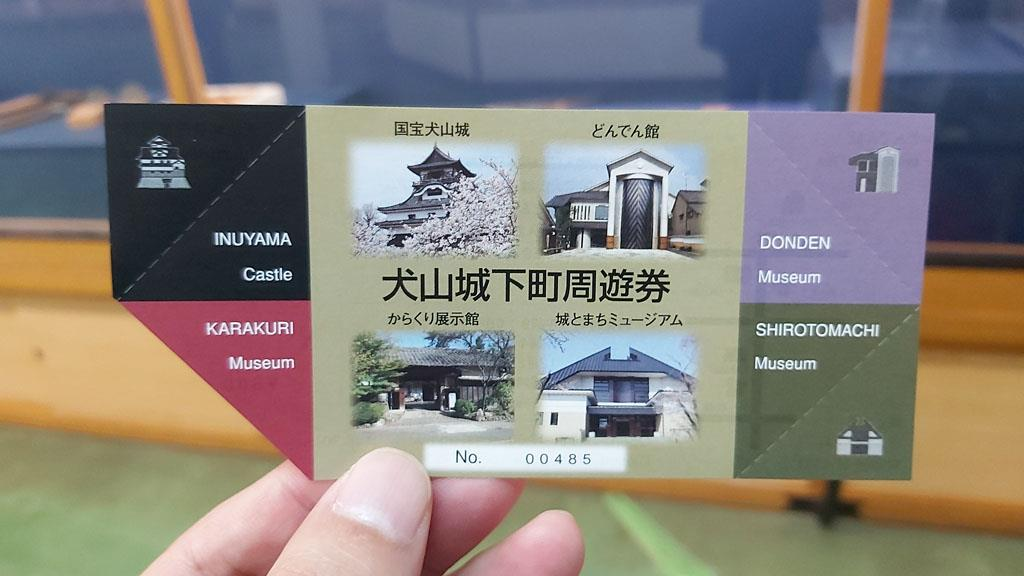 国宝犬山城
どんでん館
INUYAMA
Castle
DONDEN
Museum
犬山城下町周遊券
からくり展示館
城とまちミュージアム
KARAKURI
Museum
SHIROTOMACHI
Museum
No. 00485